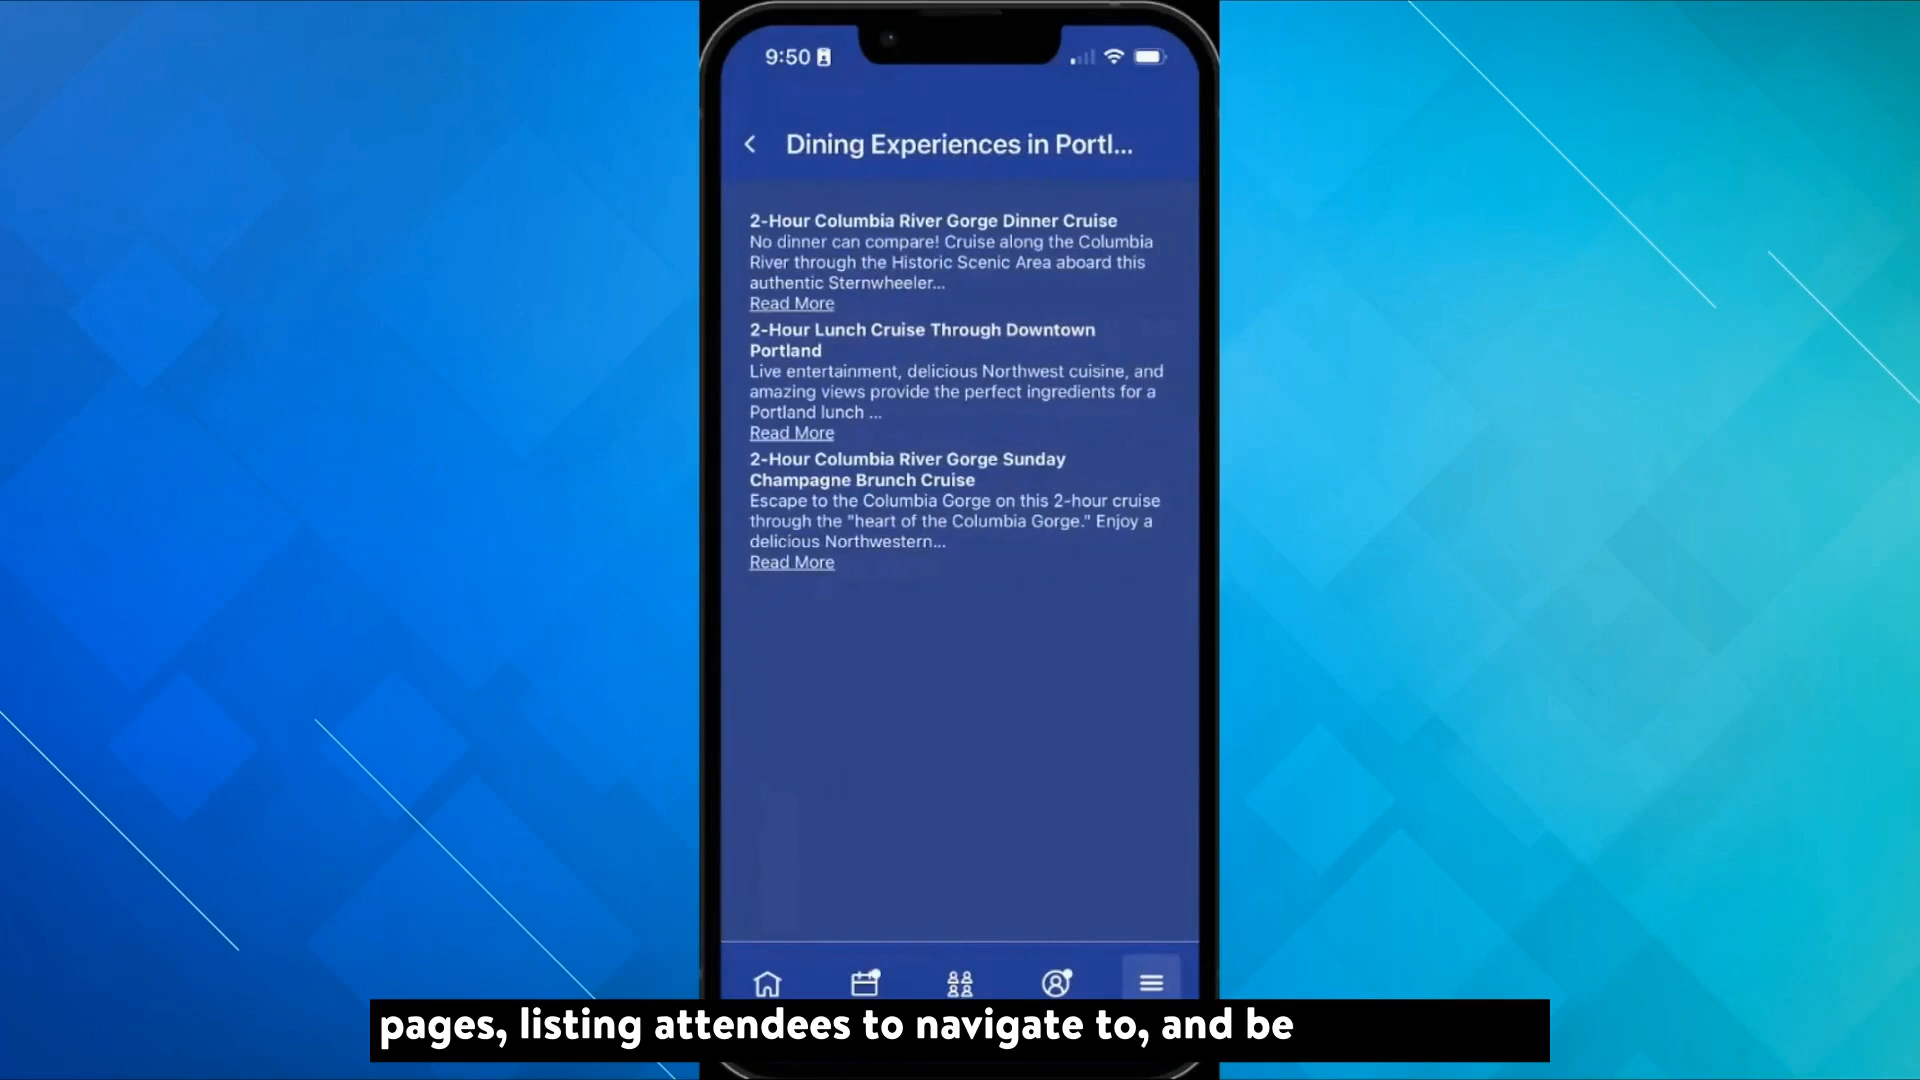 9:50
Dining Experiences in Portl...
2-Hour Columbia River Gorge Dinner Cruise
No dinner can compare! Cruise along the Columbia
River through the Historic Scenic Area aboard this
authentic Sternwheeler...
Read More
2-Hour Lunch Cruise Through Downtown
Portland
Live entertainment, delicious Northwest cuisine, and
amazing views provide the perfect ingredients for a
Portland lunch ...
Read More
2-Hour Columbia River Gorge Sunday
Champagne Brunch Cruise
Escape to the Columbia Gorge on this 2-hour cruise
through the "heart of the Columbia Gorge." Enjoy a
delicious Northwestern...
Read More
pages, listing attendees to navigate to, and be